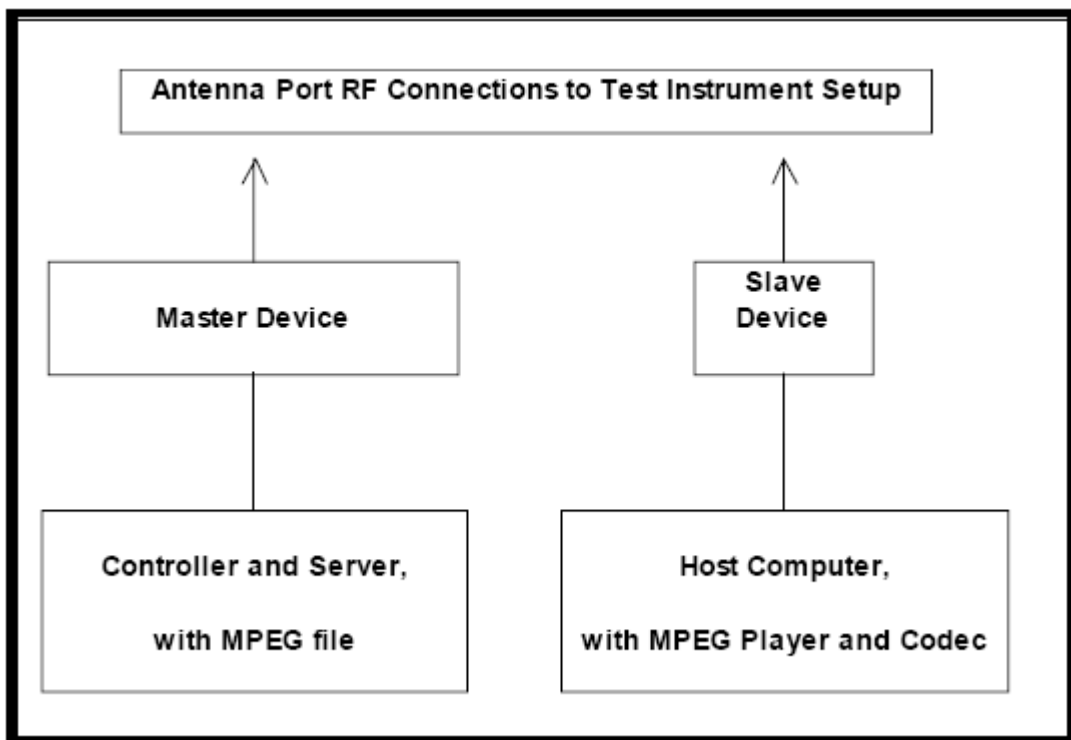 Antenna Port RF Connections to Test Instrument Setup
Master Device
Slave
Device
Controller and Server,
with MPEG file
Host Computer,
with MPEG Player and Codec